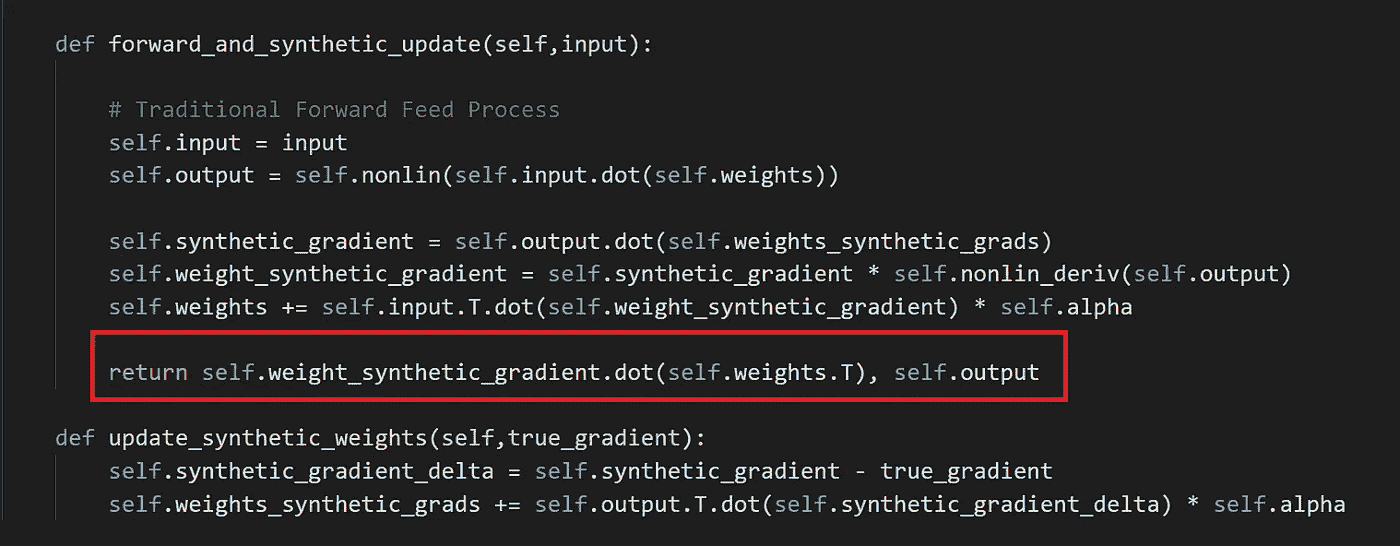 def forward_and_synthetic_update(self,input):
# Traditional Forward Feed Process
self.input = input
self.output = self.nonlin(self.input.dot(self.weights))
self.synthetic_gradient = self.output.dot(self.weights_synthetic_grads)
self.weight_synthetic_gradient = self.synthetic_gradient * self.nonlin_deriv(self.output)
self.weights += self.input.T.dot(self.weight_synthetic_gradient) * self.alpha
return self.weight_synthetic_gradient.dot(self.weights.T), self.output
def update_synthetic_weights(self,true_gradient):
self.synthetic_gradient_delta = self.synthetic_gradient - true_gradient
self.weights_synthetic_grads += self.output.T.dot(self.synthetic_gradient_delta) * self.alpha